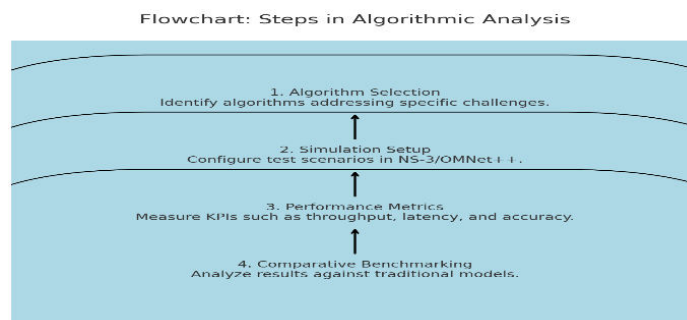 Flowchart: Steps in Algorithmic Analysis
1. Algorithm Selection
Identify algorithms addressing specific challenges.
2. Simulation Setup
Configure test scenarios in NS-3/OMNet++.
3. Performance Metrics
Measure KPIs such as throughput, latency, and accuracy.
4. Comparative Benchmarking
Analyze results against traditional models.